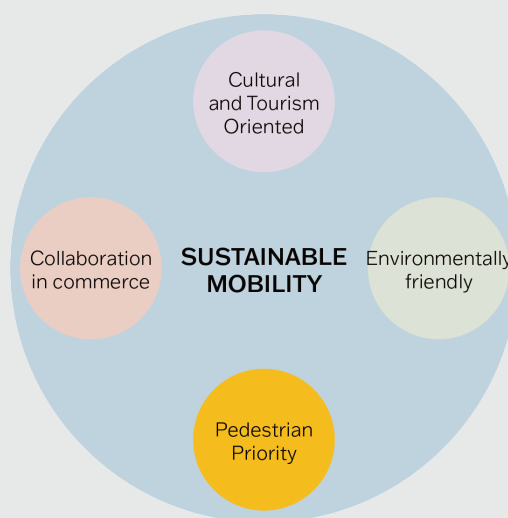 Cultural
and Tourism
Oriented
Collaboration
in commerce
SUSTAINABLE
MOBILITY
Environmentally
friendly
Pedestrian
Priority